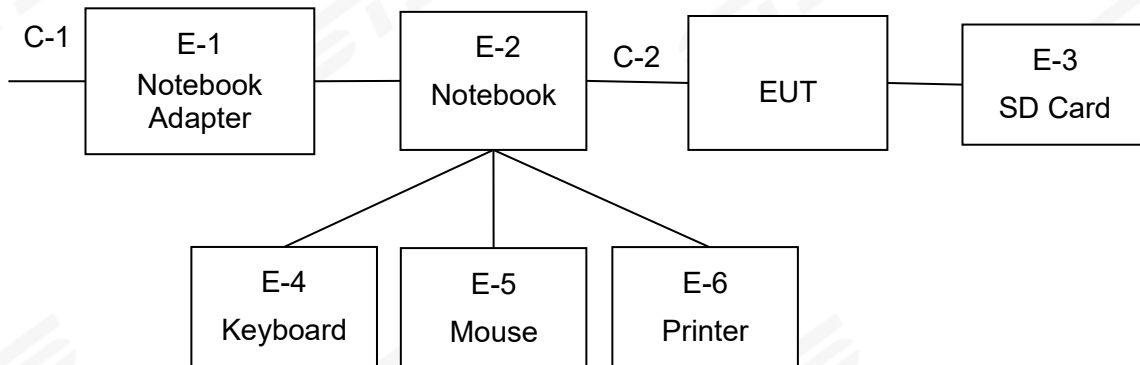 C-1
E-1
Notebook
Adapter
E-2
Notebook
C-2
EUT
E-3
SD Card
E-4
Keyboard
E-5
Mouse
E-6
Printer